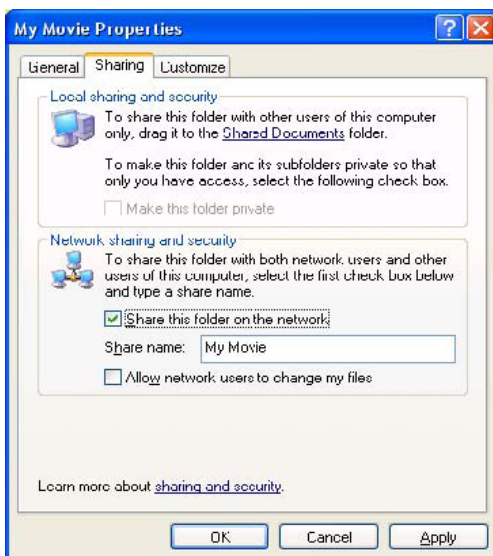 My Movie Properties
General Sharing Customize
Local sharing and security
To share this folder with other users of this computer
only, drag it to the Shared Documents folder.
To make this folder anc its subfolders private so that
only you have access, select the following check box.
Make this folder private
Network sharing and security
To share this folder with both network users and other
users of this computer, select the first check box below
and type a share name.
Share this folder on the network
Share name: My Movie
Allow network users to change my files
Learn more about sharing and security.
OK Cancel Apply